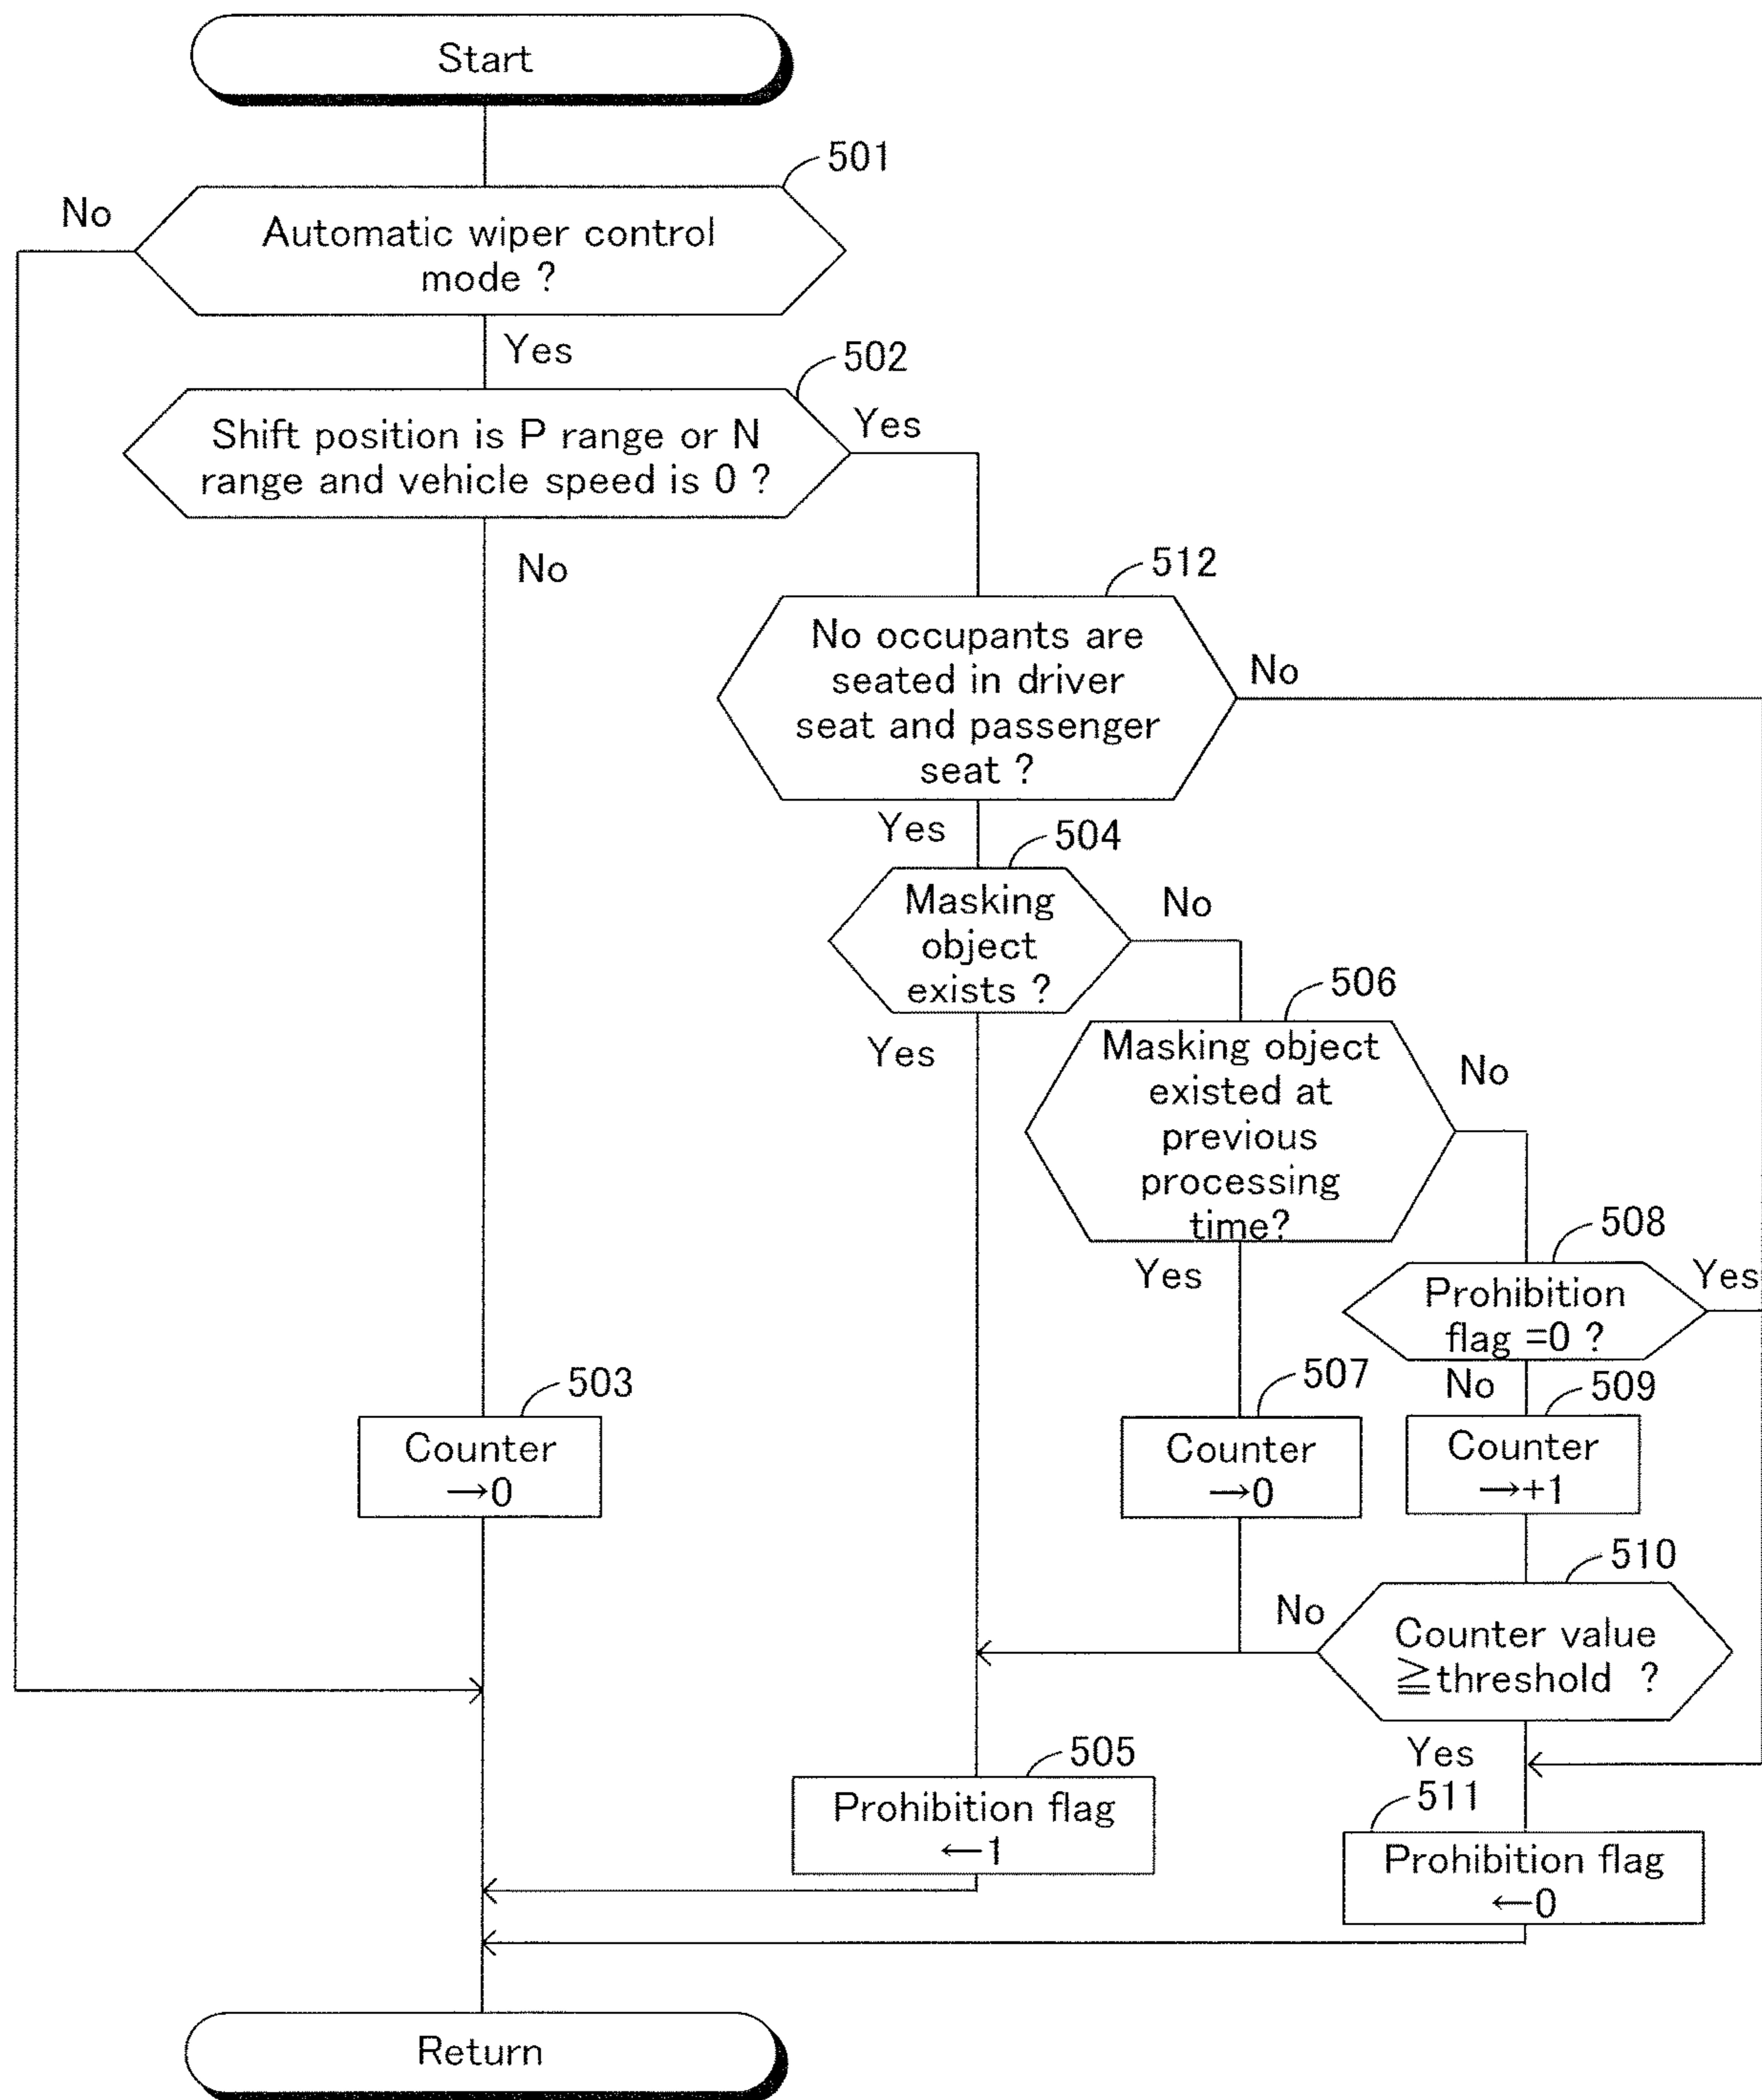 Start
501
No
Automatic wiper control
mode ?
Yes
502
Shift position is P range or N
range and vehicle speed is 0 ?
Yes
No
512
No occupants are
seated in driver
seat and passenger
seat ?
No
Yes
504
Masking
object
exists ?
No
Yes
506
Masking object
existed at
previous
processing
time?
No
Yes
508
Prohibition
flag =0 ?
Yes
No
503
Counter
→0
507
Counter
→0
509
Counter
→+1
510
No
Counter value
≧threshold ?
Yes
505
Prohibition flag
←1
511
Prohibition flag
←0
Return